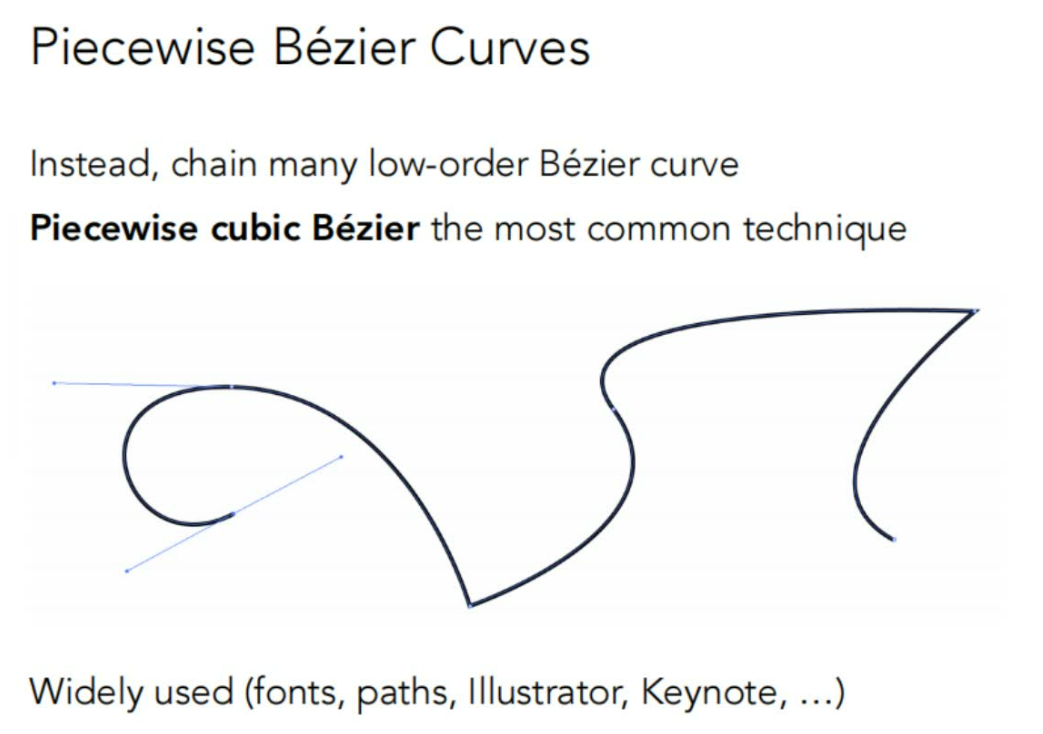 Piecewise Bézier Curves
Instead, chain many low-order Bézier curve
Piecewise cubic Bézier the most common technique
Widely used (fonts, paths, Illustrator, Keynote, …)